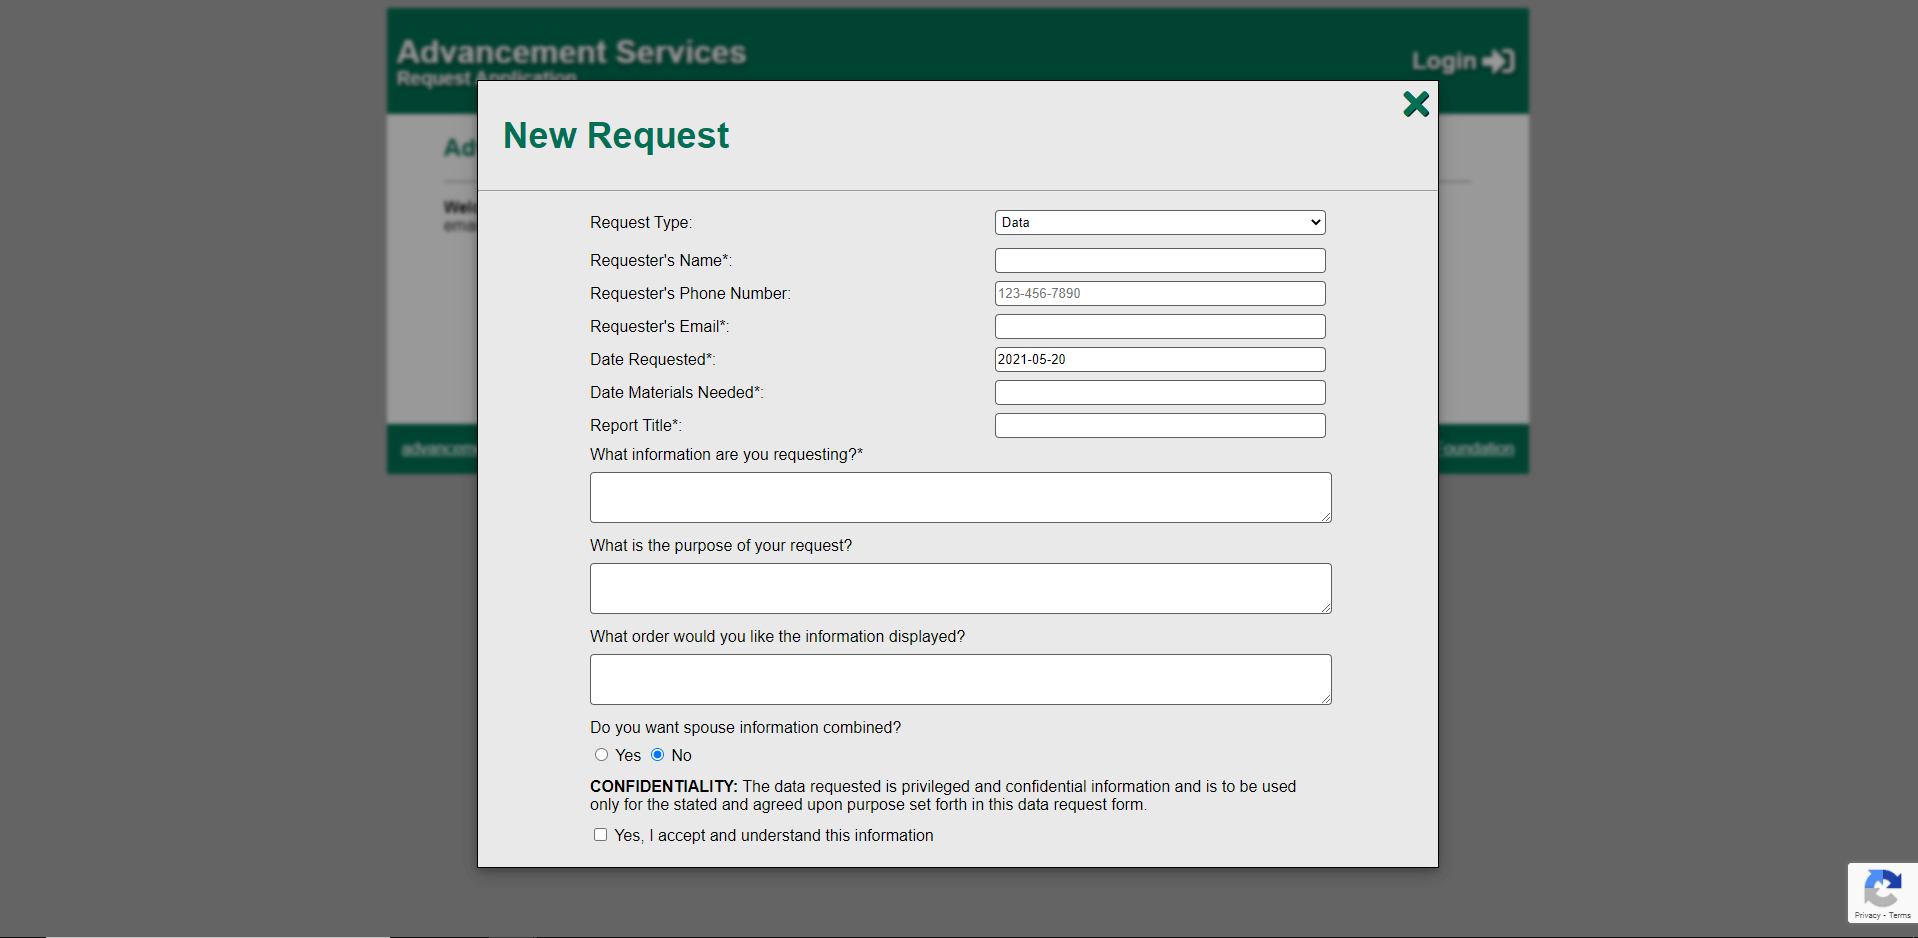 Advancement Services
Request Application
Login
New Request
Request Type:
Data
Requester's Name*:
Requester's Phone Number:
123-456-7890
Requester's Email*:
Date Requested*:
2021-05-20
Date Materials Needed*:
Report Title*:
What information are you requesting?*
What is the purpose of your request?
What order would you like the information displayed?
Do you want spouse information combined?
Yes No
CONFIDENTIALITY: The data requested is privileged and confidential information and is to be used
only for the stated and agreed upon purpose set forth in this data request form.
Yes, I accept and understand this information
Foundation
Privacy - Terms